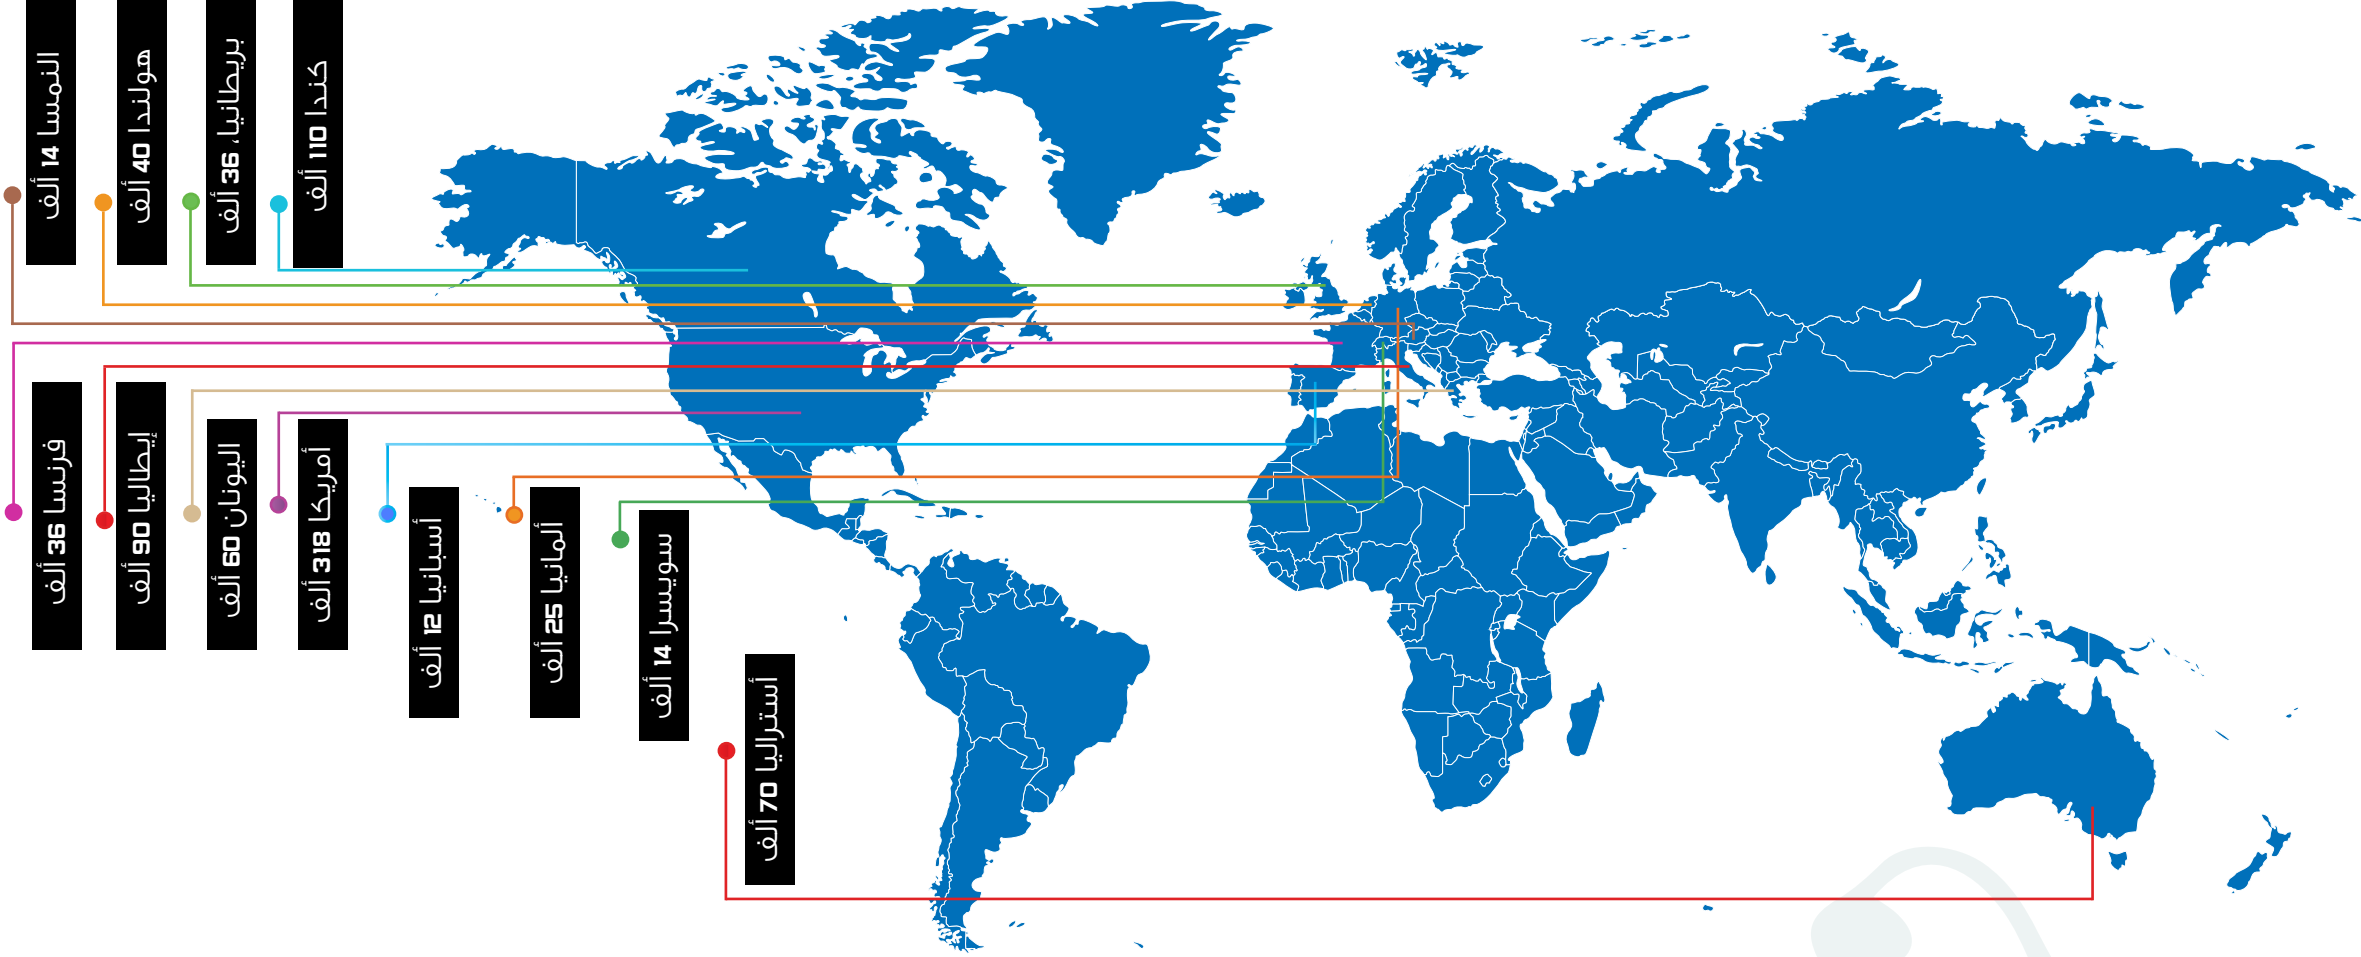 النمسا 14 ألف
هولندا 40 ألف
بريطانيا، 36 ألف
كندا 110 ألف
فرنسا 36 ألف
إيطاليا 90 ألف
اليونان 60 ألف
أمريكا 318 ألف
أسبانيا 12 ألف
ألمانيا 25 ألف
سويسرا 14 ألف
أستراليا 70 ألف